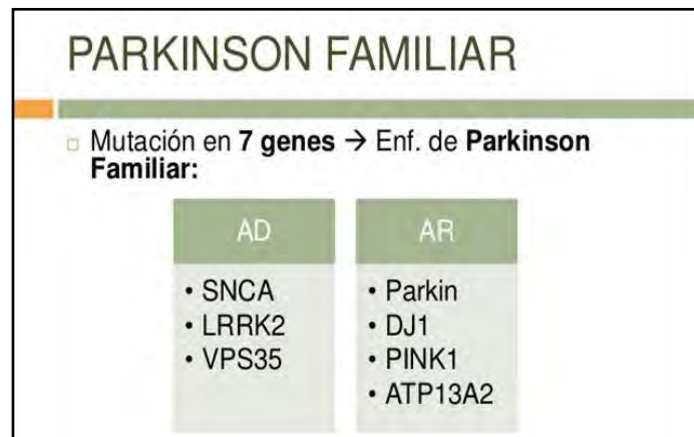 PARKINSON FAMILIAR
Mutación en 7 genes → Enf. de Parkinson
Familiar:
AD
• SNCA
• LRRK2
• VPS35
AR
• Parkin
• DJ1
• PINK1
• ATP13A2